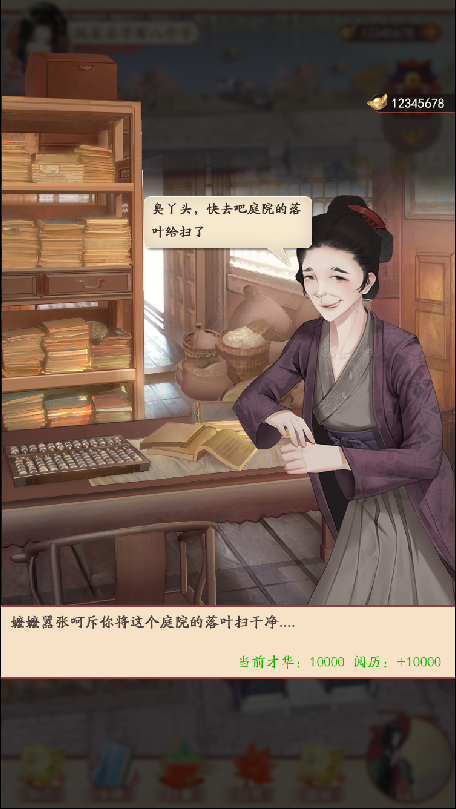 12345678
臭丫头，快去吧庭院的落
叶给扫了
嬷嬷嚣张呵斥你将这个庭院的落叶扫干净....
当前才华：10000 阅历：+10000